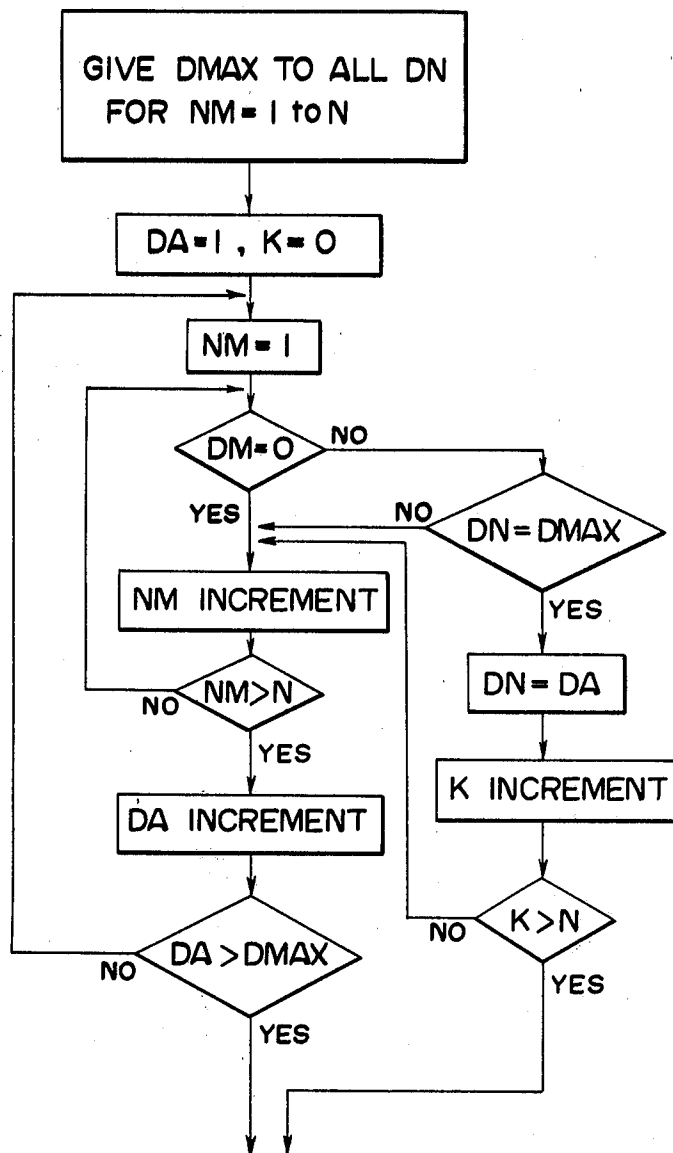 GIVE DMAX TO ALL DN
FOR NM = 1 to N
DA = 1 , K = 0
NM = 1
DM = 0
NO
YES
NO
DN = DMAX
YES
NM INCREMENT
DN = DA
NM > N
NO
YES
K INCREMENT
DA INCREMENT
K > N
NO
YES
DA > DMAX
NO
YES